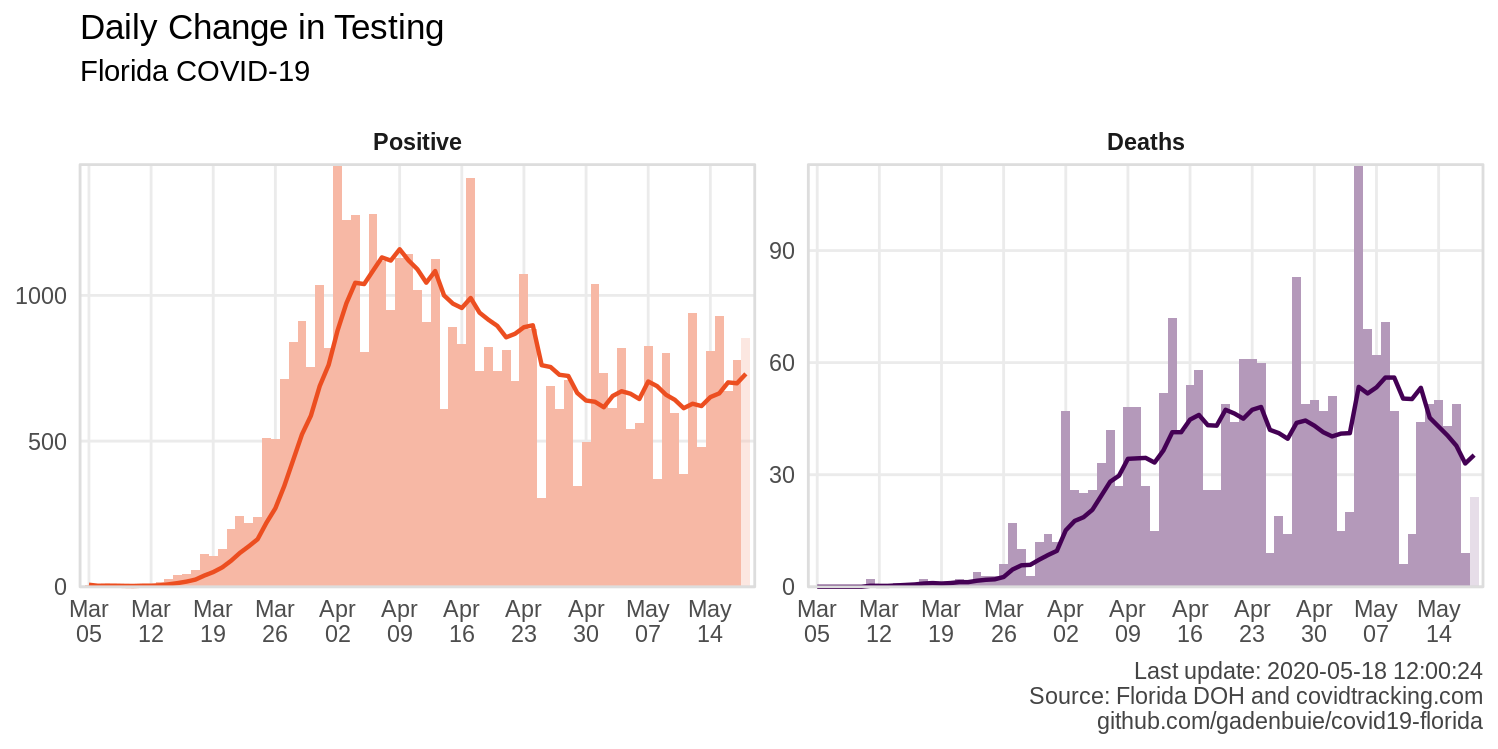 Daily Change in Testing
Florida COVID-19
Positive
1000
500
0
Mar Mar Mar Mar Apr Apr Apr Apr Apr May May
05 12 19 26 02 09 16 23 30 07 14
Deaths
90
60
30
0
Mar Mar Mar Mar Apr Apr Apr Apr Apr May May
05 12 19 26 02 09 16 23 30 07 14
Last update: 2020-05-18 12:00:24
Source: Florida DOH and covidtracking.com
github.com/gadenbuie/covid19-florida